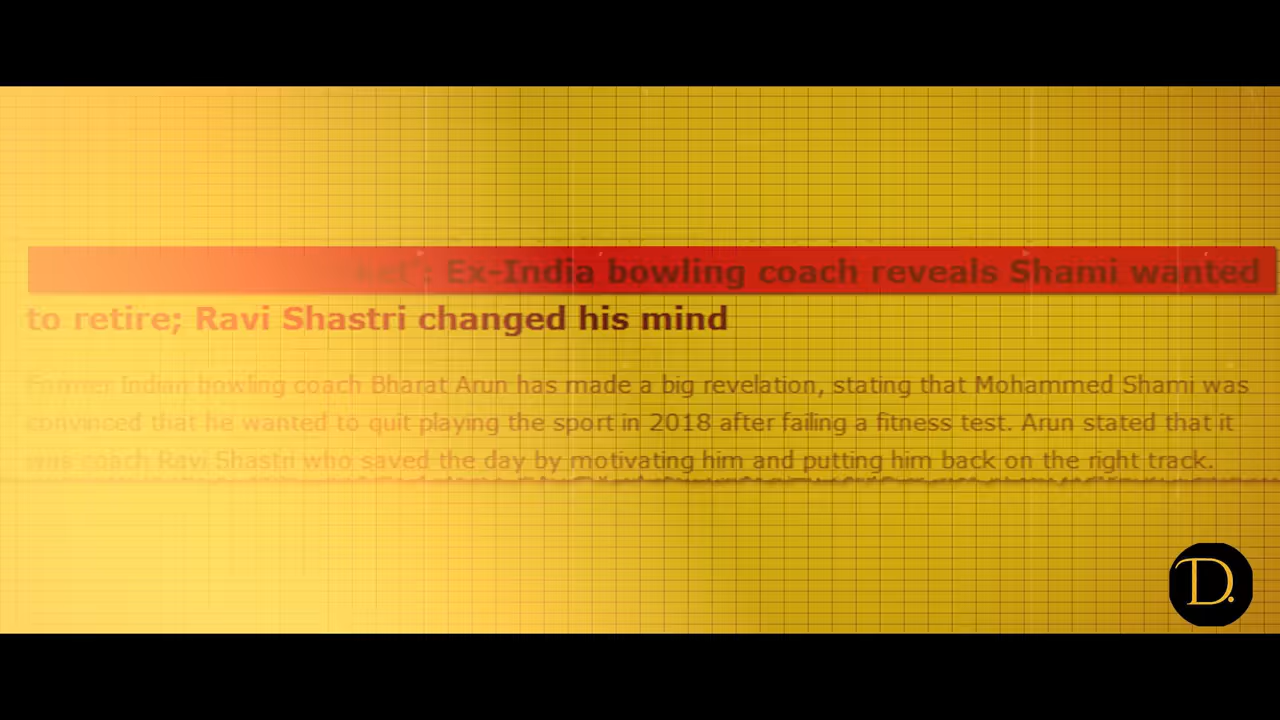 Ex-India bowling coach reveals Shami wanted
to retire; Ravi Shastri changed his mind
Former Indian bowling coach Bharat Arun has made a big revelation, stating that Mohammed Shami was
convinced that he wanted to quit playing the sport in 2018 after failing a fitness test. Arun stated that it
was coach Ravi Shastri who saved the day by motivating him and putting him back on the right track.
D.